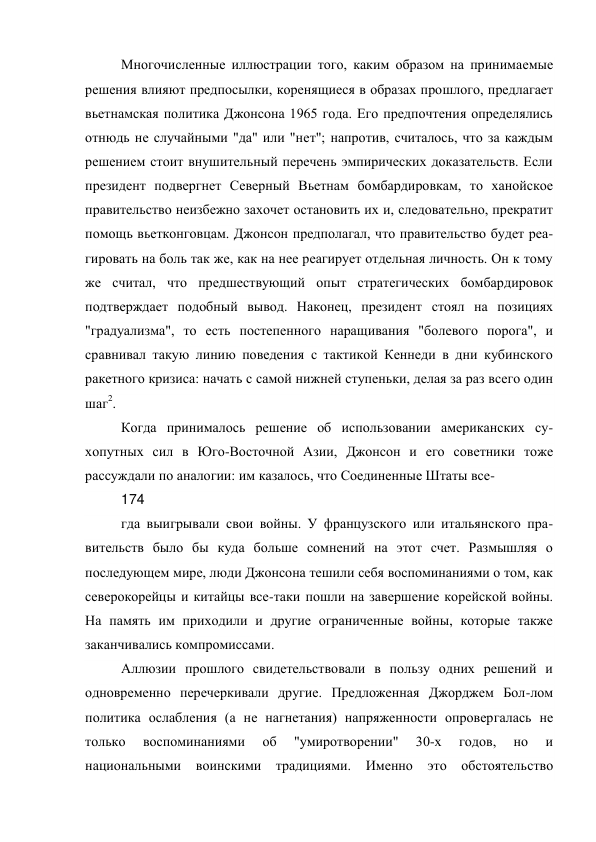 Многочисленные иллюстрации того, каким образом на принимаемые
решения влияют предпосылки, коренящиеся в образах прошлого, предлагает
вьетнамская политика Джонсона 1965 года. Его предпочтения определялись
отнюдь не случайными "да" или "нет"; напротив, считалось, что за каждым
решением стоит внушительный перечень эмпирических доказательств. Если
президент подвергнет Северный Вьетнам бомбардировкам, то ханойское
правительство неизбежно захочет остановить их и, следовательно, прекратит
помощь вьетконговцам. Джонсон предполагал, что правительство будет реа-
гировать на боль так же, как на нее реагирует отдельная личность. Он к тому
же считал, что предшествующий опыт стратегических бомбардировок
подтверждает подобный вывод. Наконец, президент стоял на позициях
"градуализма", то есть постепенного наращивания "болевого порога", и
сравнивал такую линию поведения с тактикой Кеннеди в дни кубинского
ракетного кризиса: начать с самой нижней ступеньки, делая за раз всего один
шаг².
Когда принималось решение об использовании американских су-
хопутных сил в Юго-Восточной Азии, Джонсон и его советники тоже
рассуждали по аналогии: им казалось, что Соединенные Штаты все-
174
гда выигрывали свои войны. У французского или итальянского пра-
вительств было бы куда больше сомнений на этот счет. Размышляя о
последующем мире, люди Джонсона тешили себя воспоминаниями о том, как
северокорейцы и китайцы все-таки пошли на завершение корейской войны.
На память им приходили и другие ограниченные войны, которые также
заканчивались компромиссами.
Аллюзии прошлого свидетельствовали в пользу одних решений и
одновременно перечеркивали другие. Предложенная Джорджем Бол-лом
политика ослабления (а не нагнетания) напряженности опровергалась не
только воспоминаниями об "умиротворении" 30-х годов, но и
национальными воинскими традициями. Именно это обстоятельство